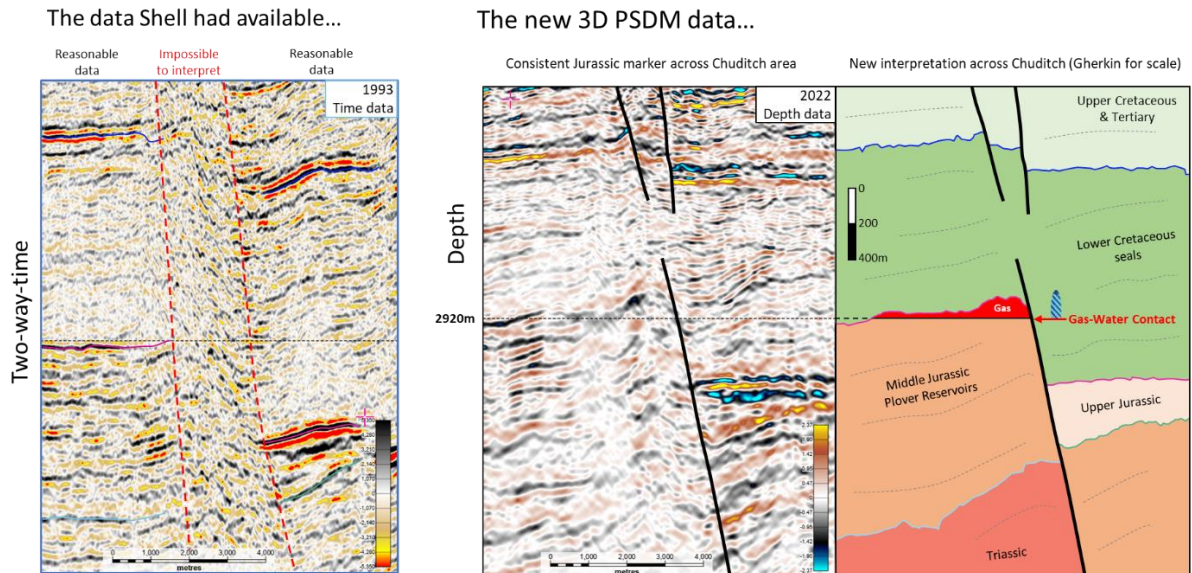 The data Shell had available...
The new 3D PSDM data...
Reasonable
data
Impossible
to interpret
Reasonable
data
Consistent Jurassic marker across Chuditch area
New interpretation across Chuditch (Gherkin for scale)
1993
Time data
2022
Depth data
Upper Cretaceous
& Tertiary
0
200
400m
Lower Cretaceous
seals
Two-way-time
Depth
2920m
Gas
Gas-Water Contact
Middle Jurassic
Plover Reservoirs
Upper Jurassic
Triassic
0 1,000 2,000 3,000 4,000
metres
0 1,000 2,000 3,000 4,000
metres